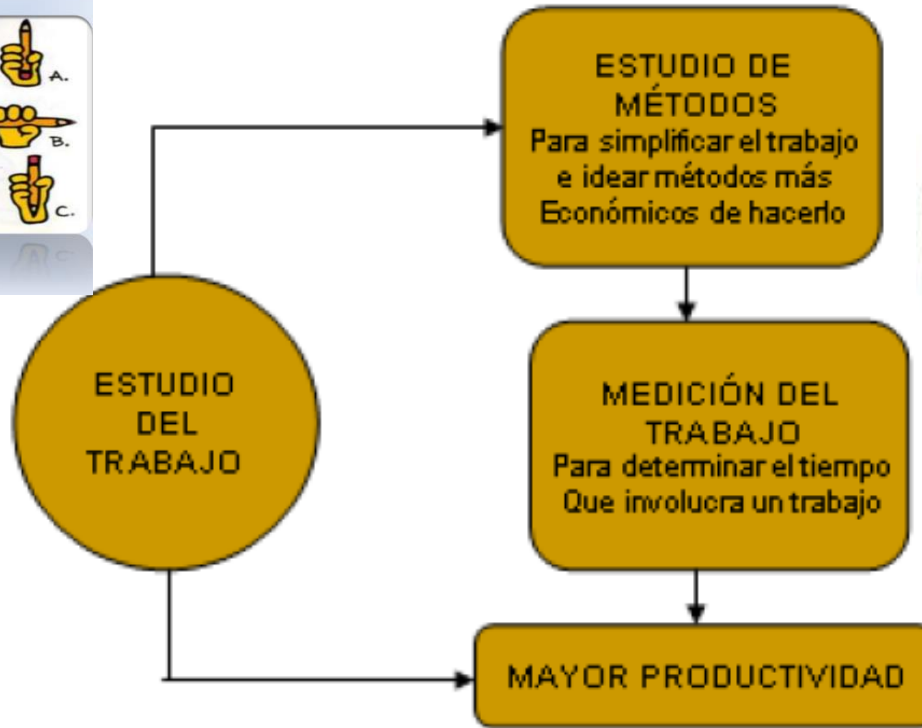 A.
B.
C.
ESTUDIO DE
MÉTODOS
Para simplificar el trabajo
e idear métodos más
Económicos de hacerlo
ESTUDIO
DEL
TRABAJO
MEDICIÓN DEL
TRABAJO
Para determinar el tiempo
Que involucra un trabajo
MAYOR PRODUCTIVIDAD